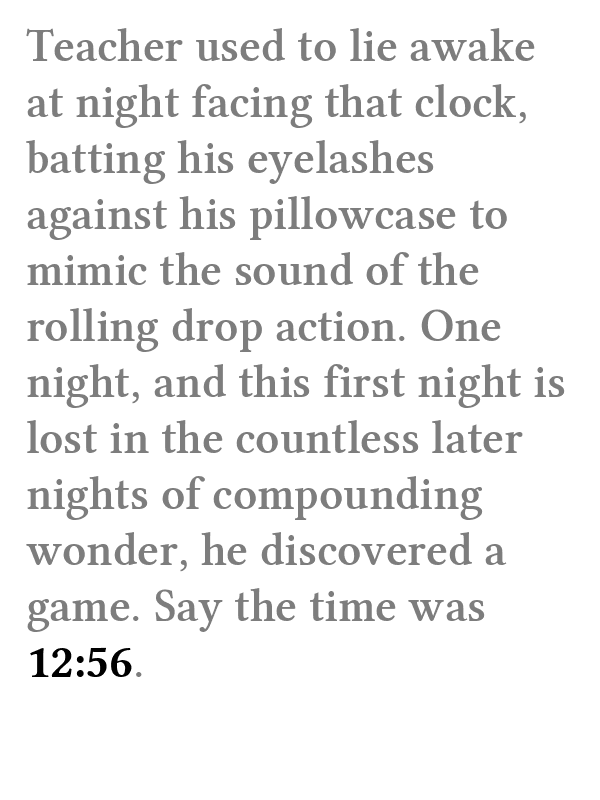 Teacher used to lie awake
at night facing that clock,
batting his eyelashes
against his pillowcase to
mimic the sound of the
rolling drop action. One
night, and this first night is
lost in the countless later
nights of compounding
wonder, he discovered a
game. Say the time was
12:56.